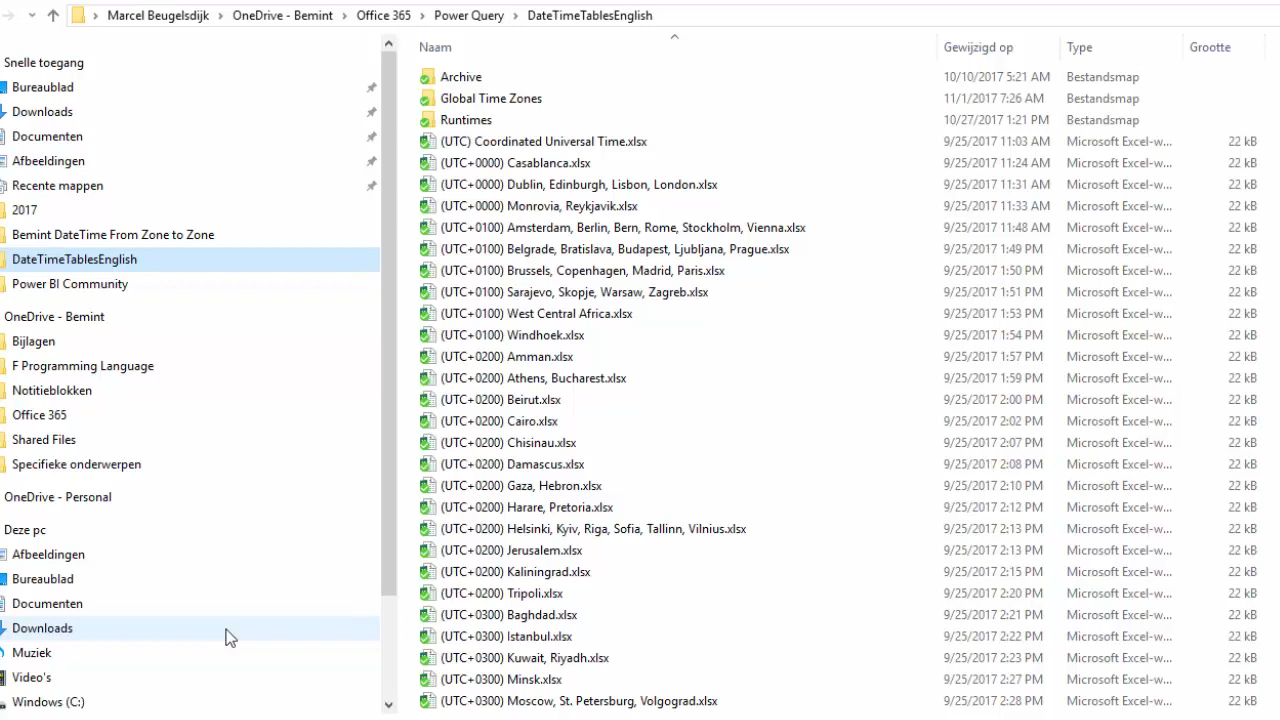 Marcel Beugelsdijk > OneDrive - Bemint > Office 365 > Power Query > DateTimeTablesEnglish
Snelle toegang
Bureaublad
Downloads
Documenten
Afbeeldingen
Recente mappen
2017
Bemint DateTime From Zone to Zone
DateTimeTablesEnglish
Power BI Community
OneDrive - Bemint
Bijlagen
F Programming Language
Notitieblokken
Office 365
Shared Files
Specifieke onderwerpen
OneDrive - Personal
Deze pc
Afbeeldingen
Bureaublad
Documenten
Downloads
Muziek
Video's
Windows (C:)
Naam Gewijzigd op Type Grootte
Archive 10/10/2017 5:21 AM Bestandsmap
Global Time Zones 11/1/2017 7:26 AM Bestandsmap
Runtimes 10/27/2017 1:21 PM Bestandsmap
(UTC) Coordinated Universal Time.xlsx 9/25/2017 11:03 AM Microsoft Excel-w... 22 kB
(UTC+0000) Casablanca.xlsx 9/25/2017 11:24 AM Microsoft Excel-w... 22 kB
(UTC+0000) Dublin, Edinburgh, Lisbon, London.xlsx 9/25/2017 11:31 AM Microsoft Excel-w... 22 kB
(UTC+0000) Monrovia, Reykjavik.xlsx 9/25/2017 11:33 AM Microsoft Excel-w... 22 kB
(UTC+0100) Amsterdam, Berlin, Bern, Rome, Stockholm, Vienna.xlsx 9/25/2017 11:48 AM Microsoft Excel-w... 22 kB
(UTC+0100) Belgrade, Bratislava, Budapest, Ljubljana, Prague.xlsx 9/25/2017 1:49 PM Microsoft Excel-w... 22 kB
(UTC+0100) Brussels, Copenhagen, Madrid, Paris.xlsx 9/25/2017 1:50 PM Microsoft Excel-w... 22 kB
(UTC+0100) Sarajevo, Skopje, Warsaw, Zagreb.xlsx 9/25/2017 1:51 PM Microsoft Excel-w... 22 kB
(UTC+0100) West Central Africa.xlsx 9/25/2017 1:53 PM Microsoft Excel-w... 22 kB
(UTC+0100) Windhoek.xlsx 9/25/2017 1:54 PM Microsoft Excel-w... 22 kB
(UTC+0200) Amman.xlsx 9/25/2017 1:57 PM Microsoft Excel-w... 22 kB
(UTC+0200) Athens, Bucharest.xlsx 9/25/2017 1:59 PM Microsoft Excel-w... 22 kB
(UTC+0200) Beirut.xlsx 9/25/2017 2:00 PM Microsoft Excel-w... 22 kB
(UTC+0200) Cairo.xlsx 9/25/2017 2:02 PM Microsoft Excel-w... 22 kB
(UTC+0200) Chisinau.xlsx 9/25/2017 2:07 PM Microsoft Excel-w... 22 kB
(UTC+0200) Damascus.xlsx 9/25/2017 2:08 PM Microsoft Excel-w... 22 kB
(UTC+0200) Gaza, Hebron.xlsx 9/25/2017 2:10 PM Microsoft Excel-w... 22 kB
(UTC+0200) Harare, Pretoria.xlsx 9/25/2017 2:12 PM Microsoft Excel-w... 22 kB
(UTC+0200) Helsinki, Kyiv, Riga, Sofia, Tallinn, Vilnius.xlsx 9/25/2017 2:13 PM Microsoft Excel-w... 22 kB
(UTC+0200) Jerusalem.xlsx 9/25/2017 2:13 PM Microsoft Excel-w... 22 kB
(UTC+0200) Kaliningrad.xlsx 9/25/2017 2:15 PM Microsoft Excel-w... 22 kB
(UTC+0200) Tripoli.xlsx 9/25/2017 2:20 PM Microsoft Excel-w... 22 kB
(UTC+0300) Baghdad.xlsx 9/25/2017 2:21 PM Microsoft Excel-w... 22 kB
(UTC+0300) Istanbul.xlsx 9/25/2017 2:22 PM Microsoft Excel-w... 22 kB
(UTC+0300) Kuwait, Riyadh.xlsx 9/25/2017 2:23 PM Microsoft Excel-w... 22 kB
(UTC+0300) Minsk.xlsx 9/25/2017 2:27 PM Microsoft Excel-w... 22 kB
(UTC+0300) Moscow, St. Petersburg, Volgograd.xlsx 9/25/2017 2:28 PM Microsoft Excel-w... 22 kB